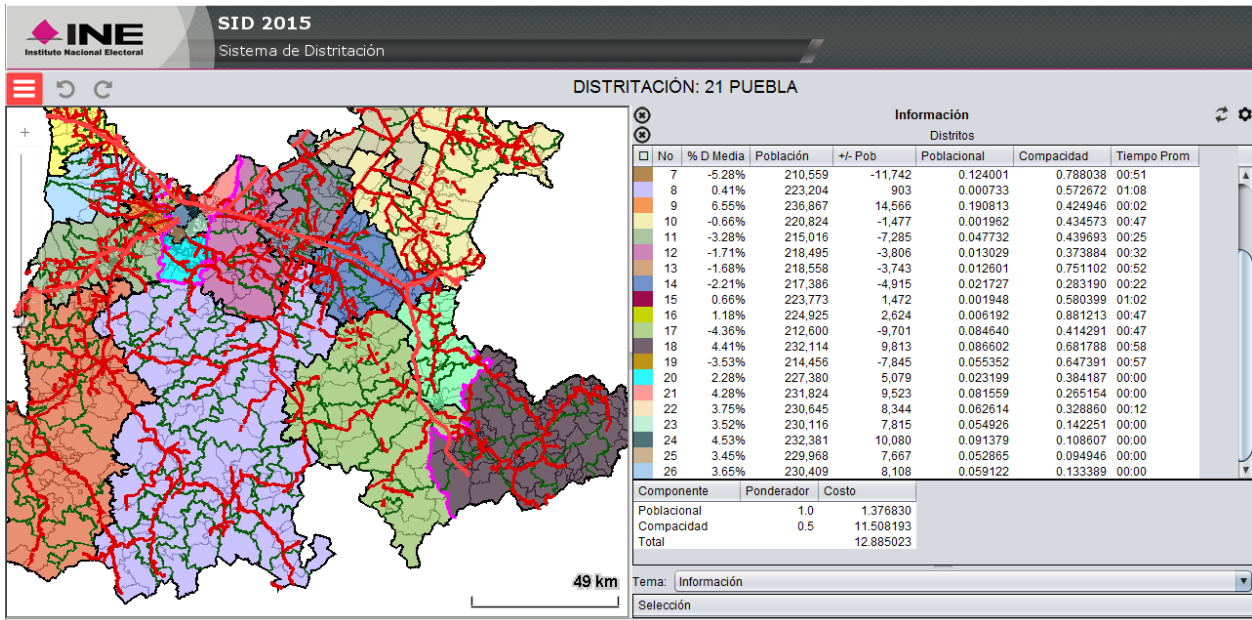 INE
Instituto Nacional Electoral
SID 2015
Sistema de Distritación
DISTRITACIÓN: 21 PUEBLA
Información
Distritos
No % D Media Población +/- Pob Poblacional Compacidad Tiempo Prom
7 -5.28% 210,559 -11,742 0.124001 0.788038 00:51
8 0.41% 223,204 903 0.000733 0.572672 01:08
9 6.55% 236,867 14,566 0.190813 0.424946 00:02
10 -0.66% 220,824 -1,477 0.001962 0.434573 00:47
11 -3.28% 215,016 -7,285 0.047732 0.439693 00:25
12 -1.71% 218,495 -3,806 0.013029 0.373884 00:32
13 -1.68% 218,558 -3,743 0.012601 0.751102 00:52
14 -2.21% 217,386 -4,915 0.021727 0.283190 00:22
15 0.66% 223,773 1,472 0.001948 0.580399 01:02
16 1.18% 224,925 2,624 0.006192 0.881213 00:47
17 -4.36% 212,600 -9,701 0.084640 0.414291 00:47
18 4.41% 232,114 9,813 0.086602 0.681788 00:58
19 -3.53% 214,456 -7,845 0.055352 0.647391 00:57
20 2.28% 227,380 5,079 0.023199 0.384187 00:00
21 4.28% 231,824 9,523 0.081559 0.265154 00:00
22 3.75% 230,645 8,344 0.062614 0.328860 00:12
23 3.52% 230,116 7,815 0.054926 0.142251 00:00
24 4.53% 232,381 10,080 0.091379 0.108607 00:00
25 3.45% 229,968 7,667 0.052865 0.094946 00:00
26 3.65% 230,409 8,108 0.059122 0.133389 00:00
Componente Ponderador Costo
Poblacional 1.0 1.376830
Compacidad 0.5 11.508193
Total 12.885023
49 km
Tema: Información
Selección